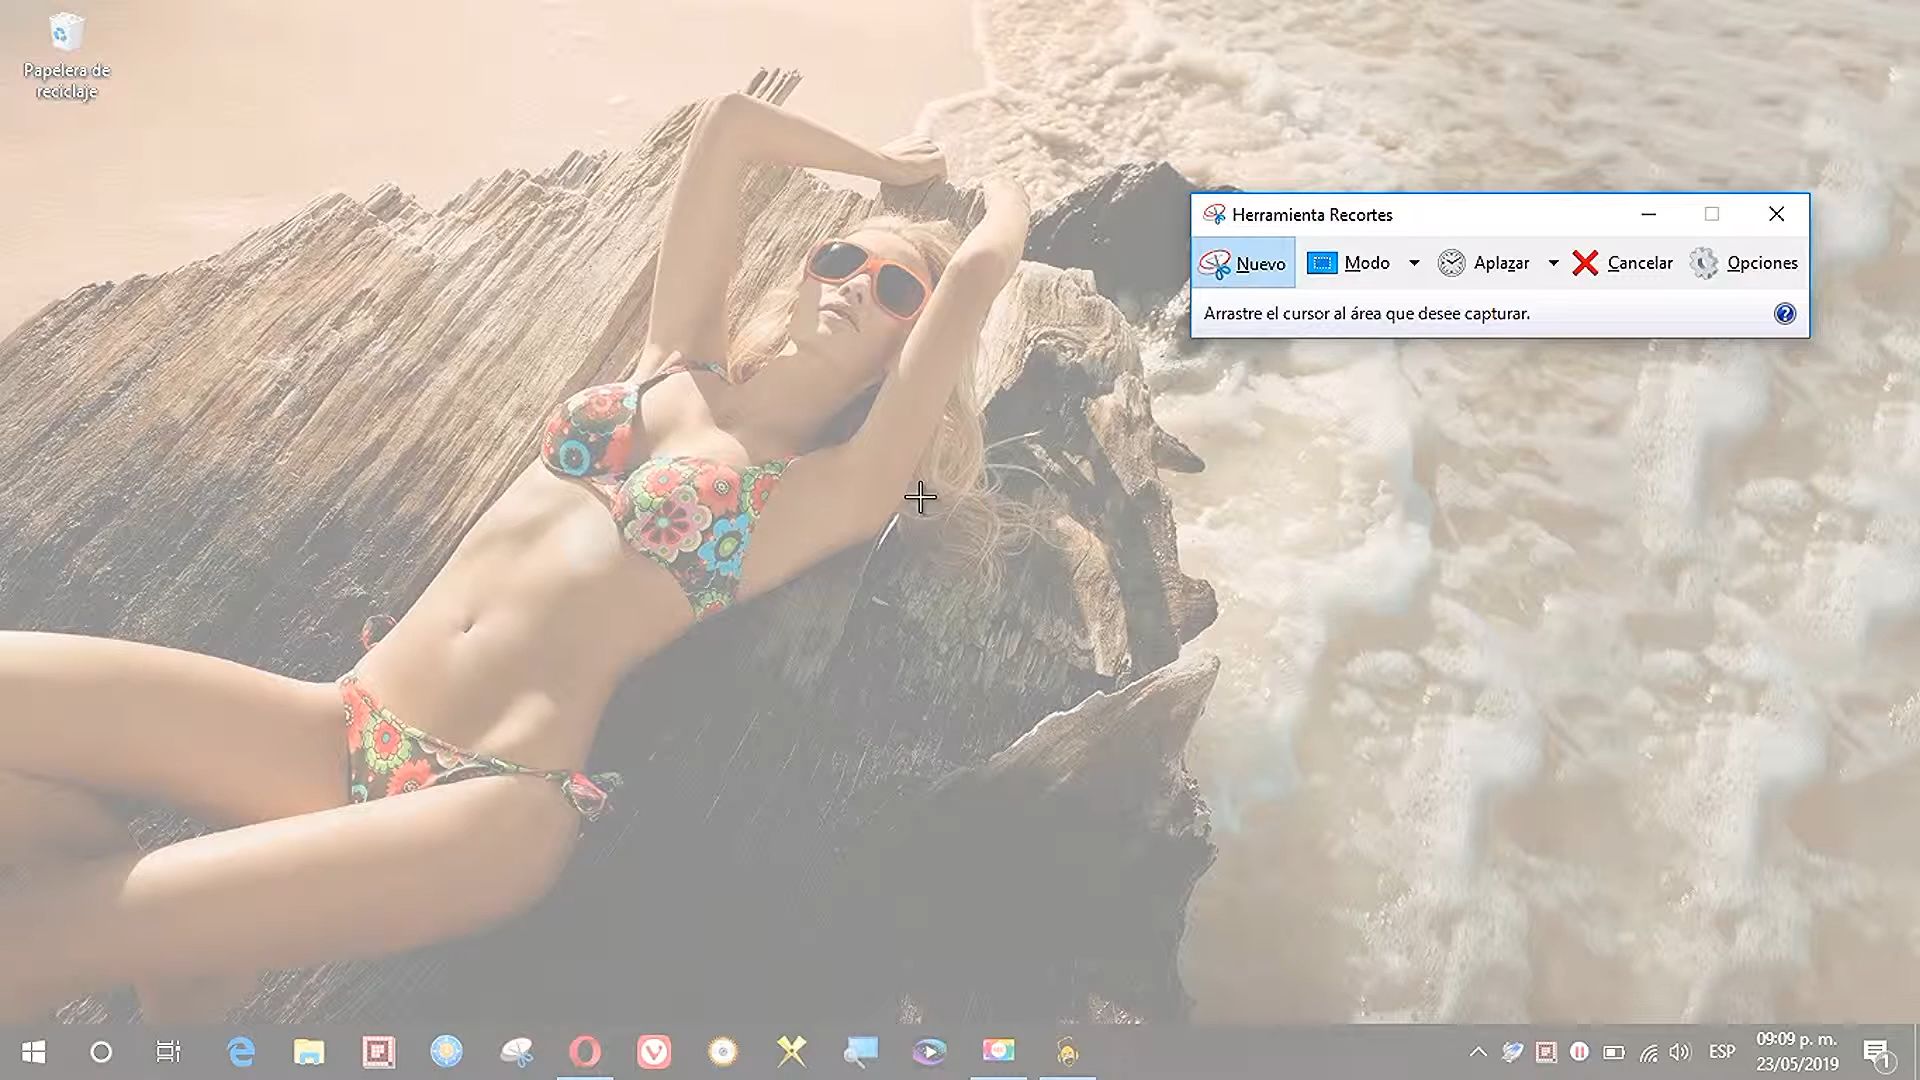 Papelera de
reciclaje
Herramienta Recortes
Nuevo Modo Aplazar Cancelar Opciones
Arrastre el cursor al área que desee capturar.
ESP
09:09 p. m.
23/05/2019
1